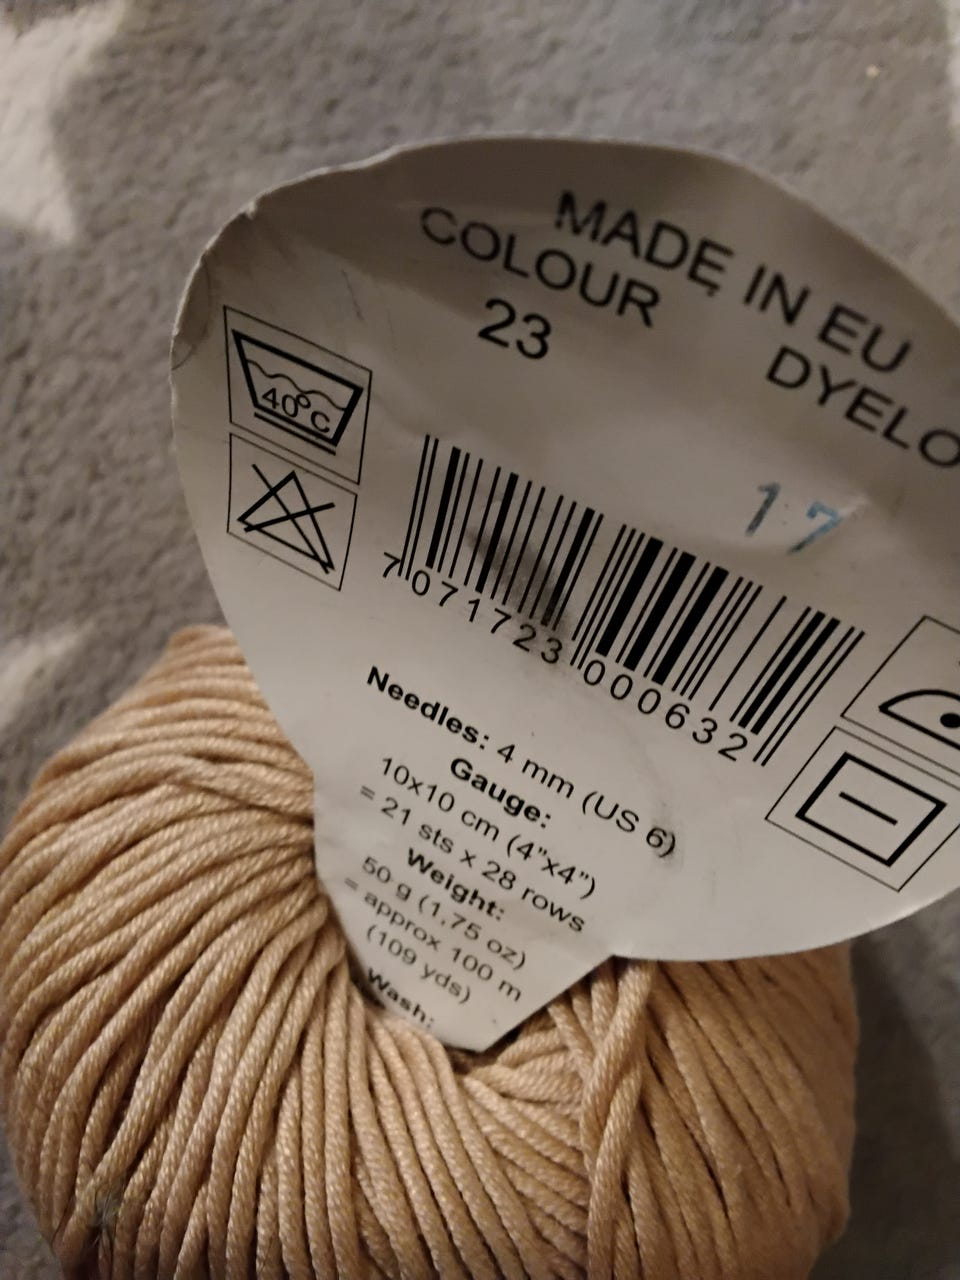 MADE IN EU
COLOUR
23
40°C
17
7071723000632
Needles: 4 mm (US 6)
Gauge:
10x10 cm (4"x4")
= 21 sts x 28 rows
Weight:
50 g (1,75 oz)
= approx 100 m
(109 yds)
Wash: